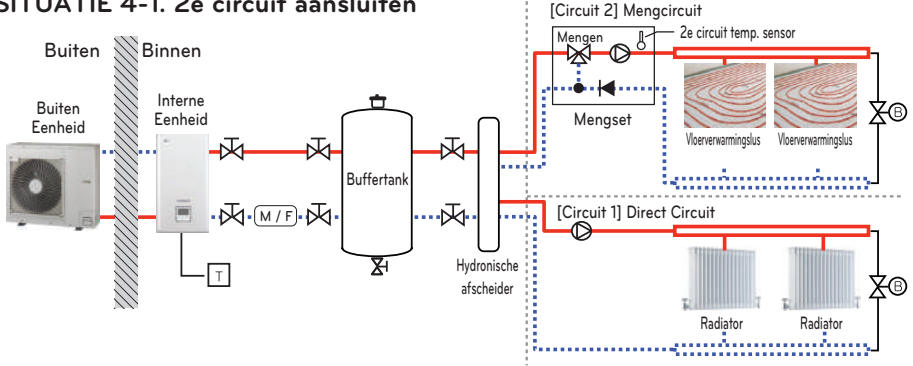 SITUATIE 4-1. 2e circuit aansluiten
Buiten
Binnen
Buiten
Eenheid
Interne
Eenheid
T
M / F
Buffertank
Hydronische
afscheider
[Circuit 2] Mengcircuit
Mengen
2e circuit temp. sensor
Mengset
Vloerverwarmingslus
Vloerverwarmingslus
B
[Circuit 1] Direct Circuit
Radiator
Radiator
B